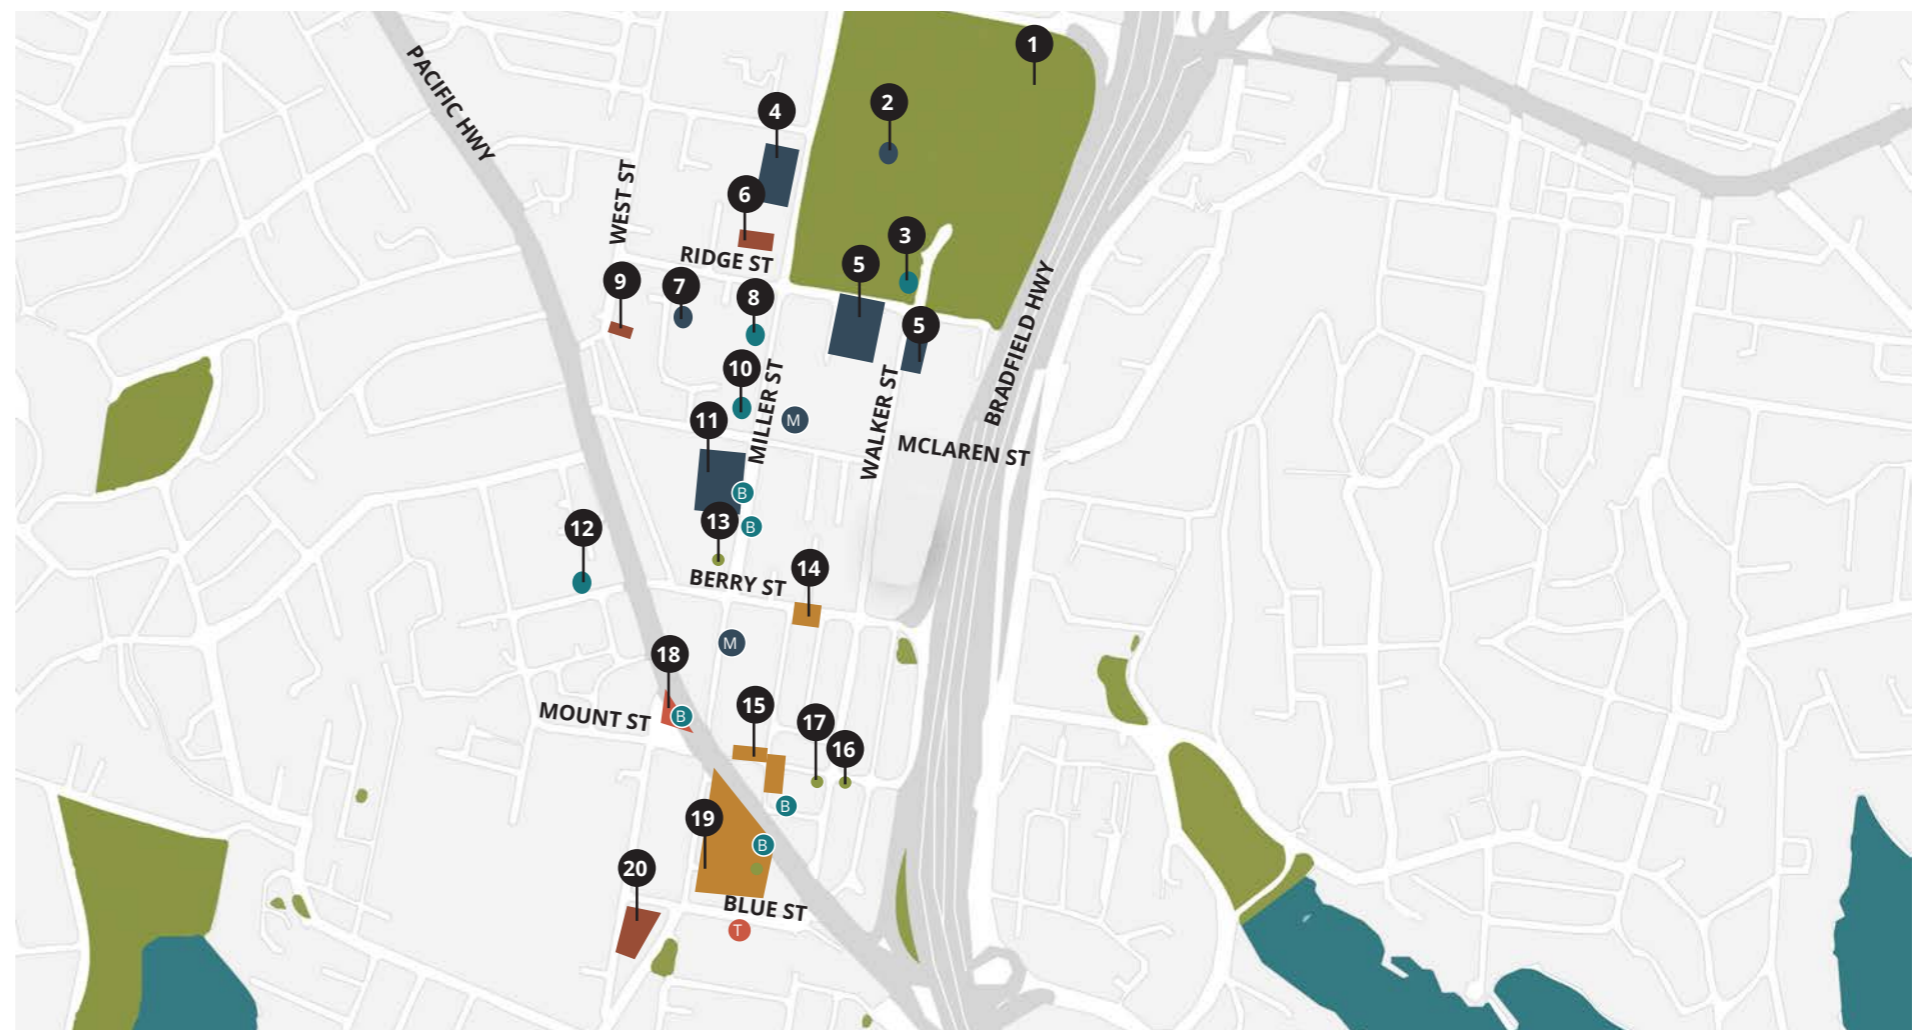 1
PACIFIC HWY
2
4
WEST ST
6
3
RIDGE ST
5
9
7
8
5
BRADFIELD HWY
10
MILLER ST
WALKER ST
11
M
MCLAREN ST
B
13
B
12
14
BERRY ST
M
18
MOUNT ST
B
15
17
16
B
19
B
20
BLUE ST
T